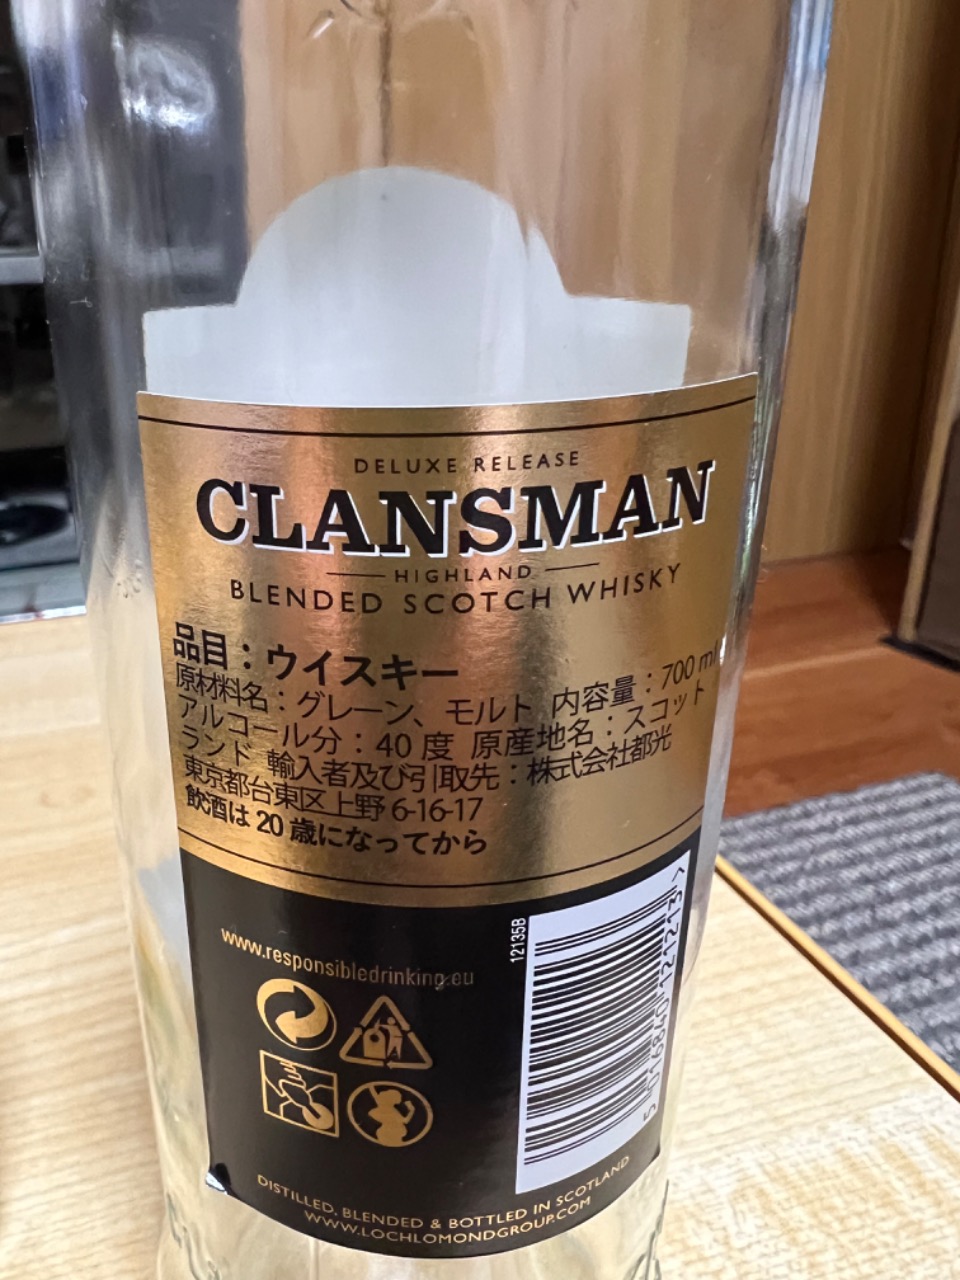 DELUXE RELEASE
CLANSMAN
HIGHLAND
BLENDED SCOTCH WHISKY
品目：ウイスキー
原材料名：グレーン、モルト 内容量：700 ml
アルコール分：40 度 原産地名：スコット
ランド 輸入者及び引取先：株式会社都光
東京都台東区上野 6-16-17
飲酒は 20 歳になってから
www.responsibledrinking.eu
12135B
5 016840 121213 >
DISTILLED, BLENDED & BOTTLED IN SCOTLAND
WWW.LOCHLOMONDGROUP.COM